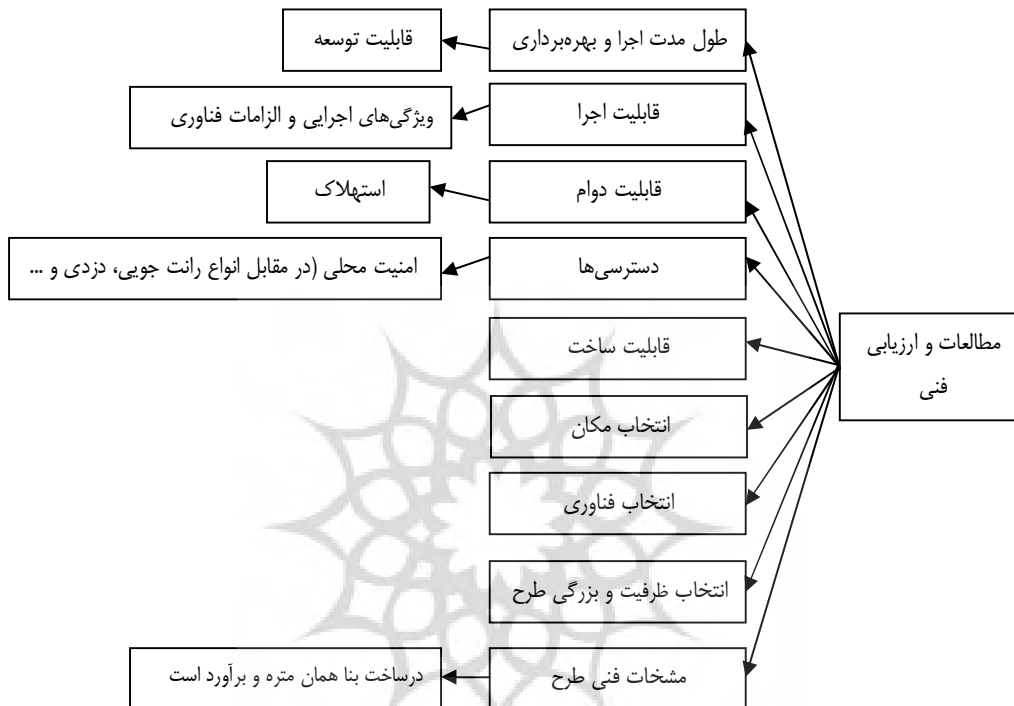 طول مدت اجرا و بهره‌برداری
قابلیت توسعه
قابلیت اجرا
ویژگی‌های اجرایی و الزامات فناوری
قابلیت دوام
استهلاک
دسترسی‌ها
امنیت محلی (در مقابل انواع رانت جویی، دزدی و ...
مطالعات و ارزیابی
فنی
قابلیت ساخت
انتخاب مکان
انتخاب فناوری
انتخاب ظرفیت و بزرگی طرح
مشخات فنی طرح
درساخت بنا همان متره و برآورد است